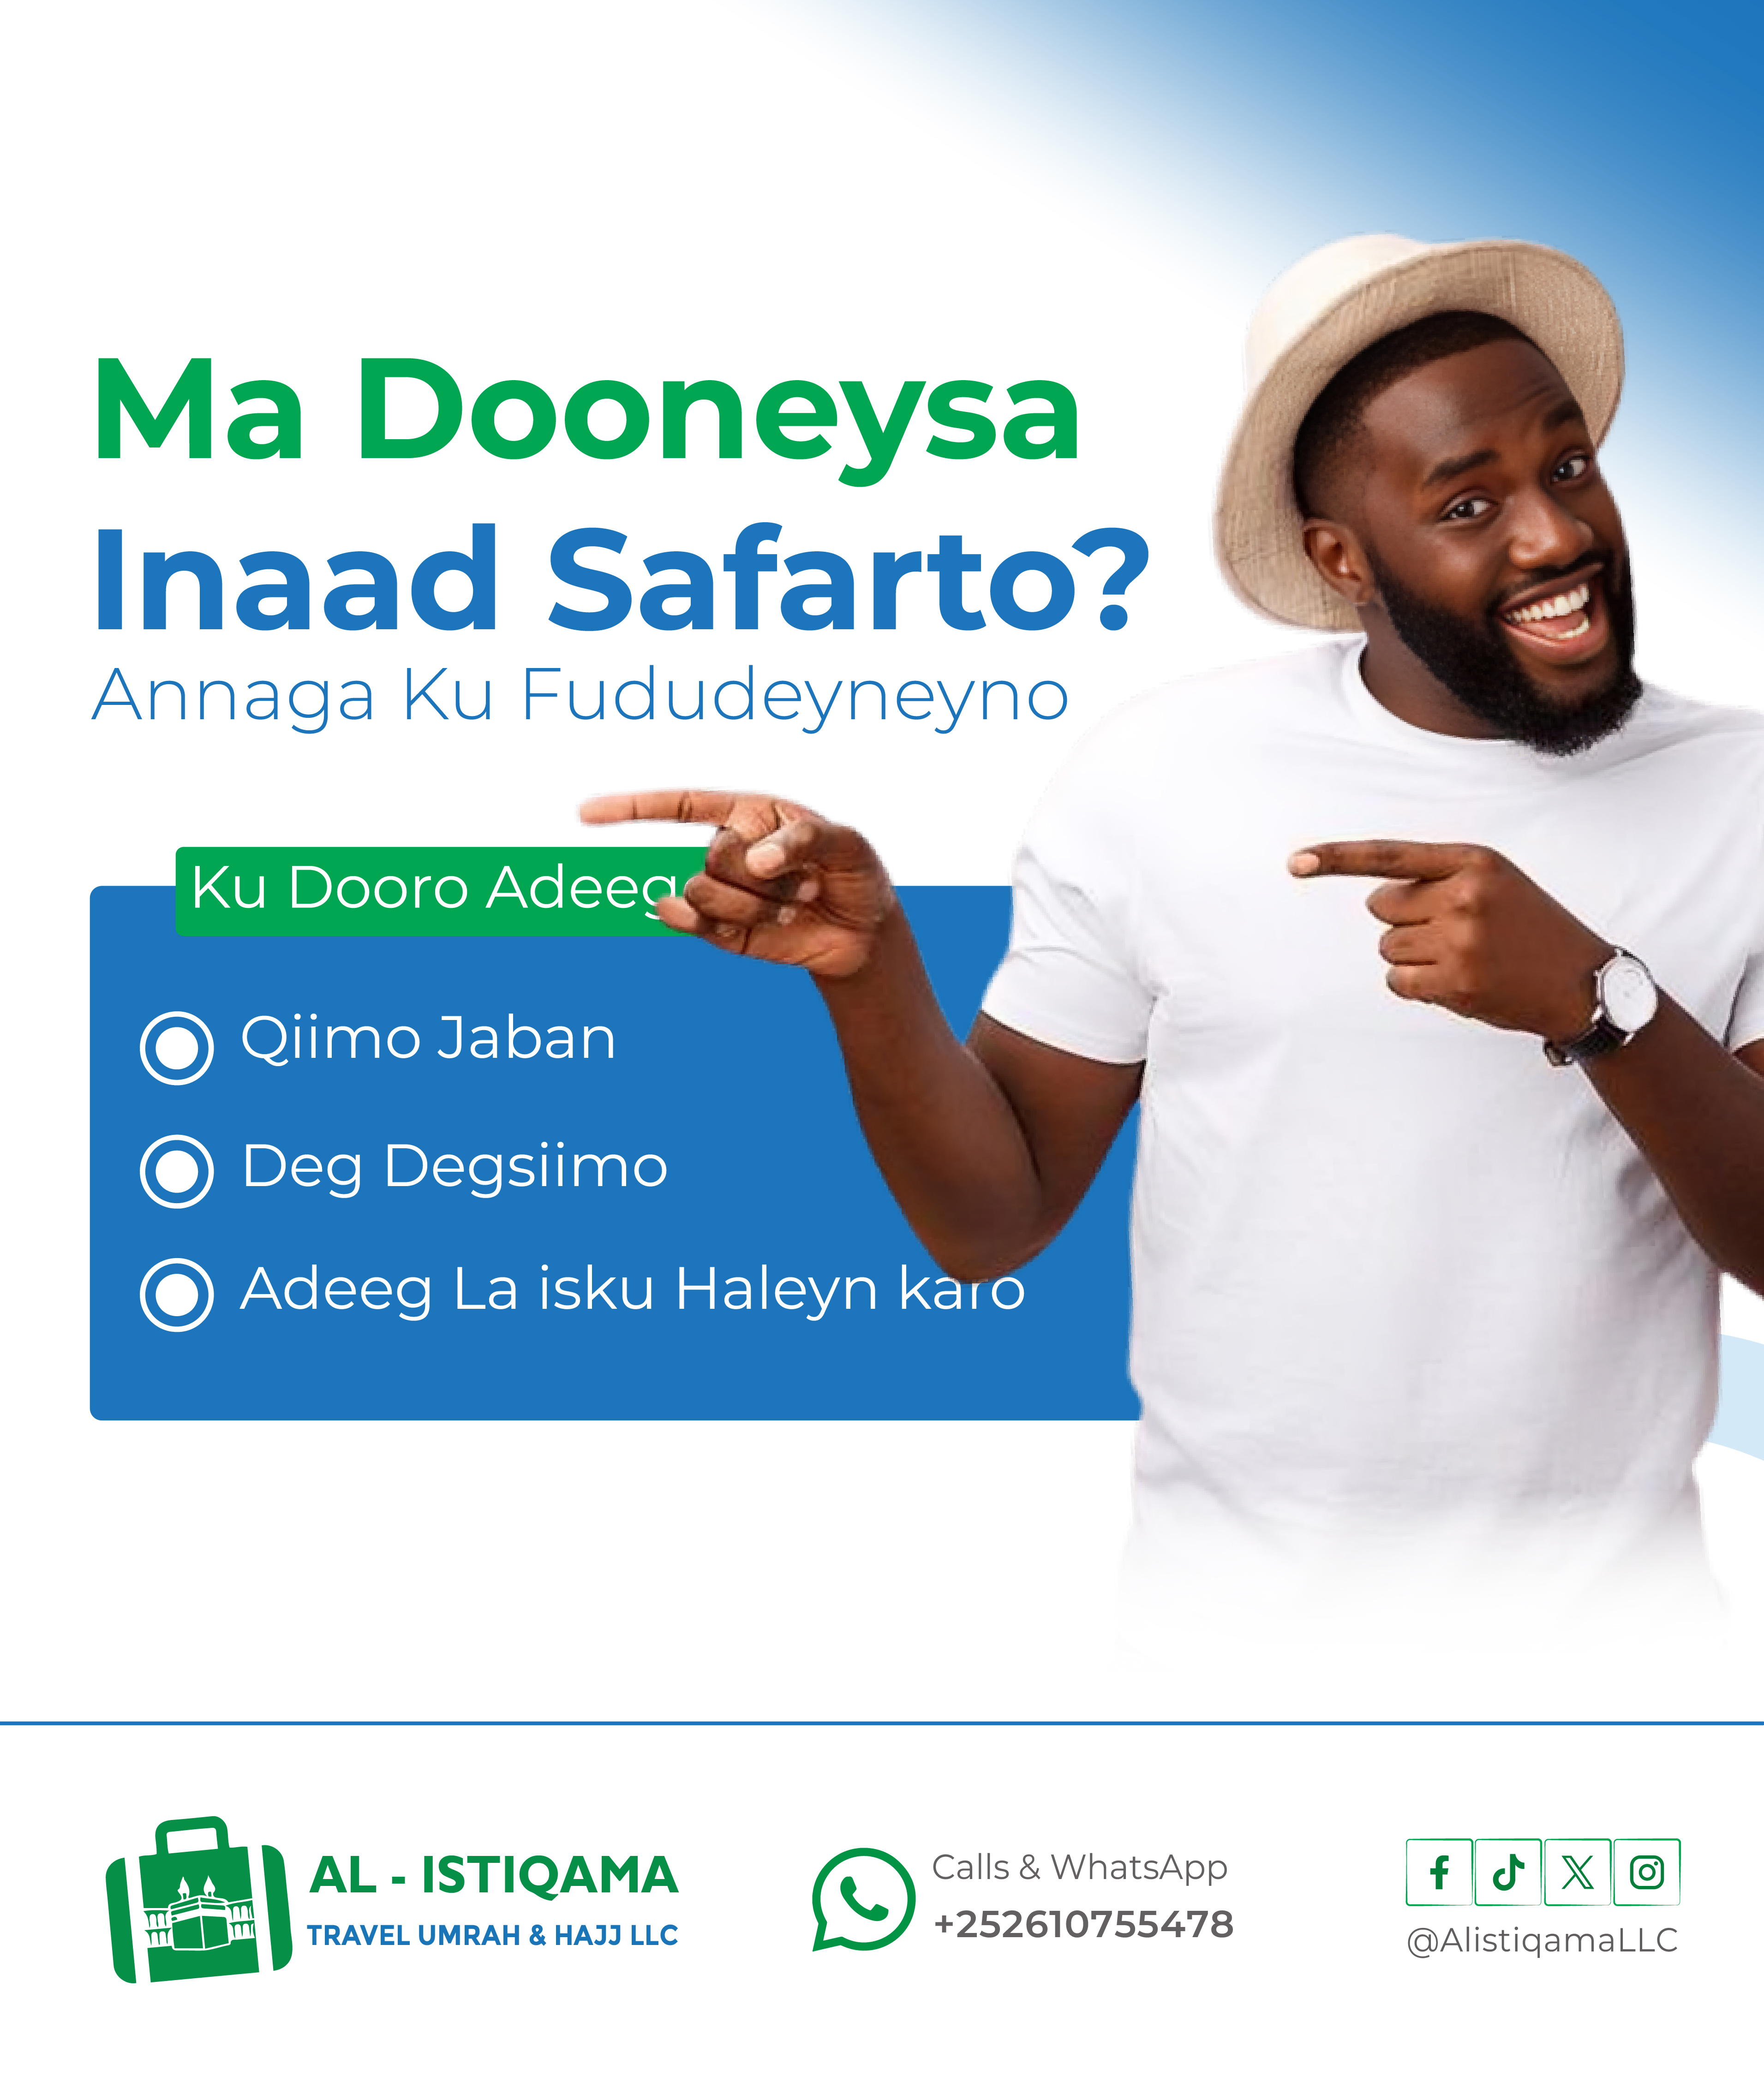 Ma Dooneysa
Inaad Safarto?
Annaga Ku Fududeyneyno
Ku Dooro
Qiimo Jaban
Deg Degsiimo
Adeeg La isku Haleyn karo
AL - ISTIQAMA
TRAVEL UMRAH & HAJJ LLC
Calls & WhatsApp
+252610755478
@AlistiqamaLLC